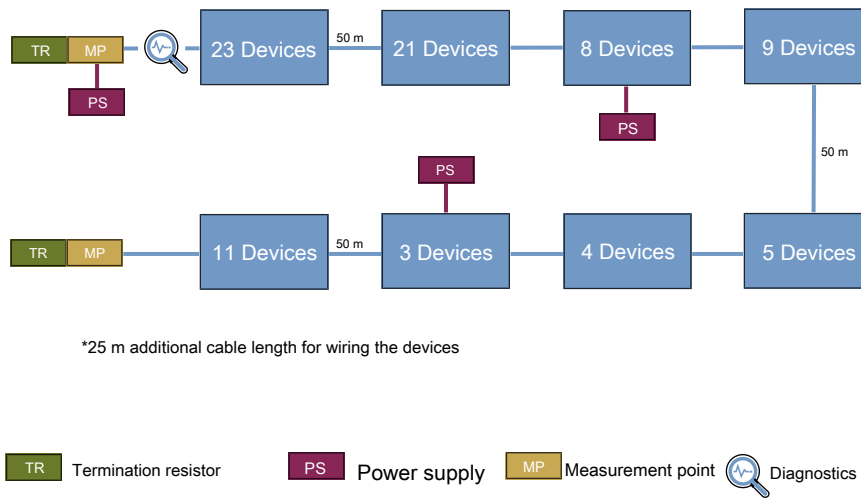 TR MP 23 Devices 50 m 21 Devices 8 Devices 9 Devices
PS
PS
50 m
PS
TR MP 11 Devices 50 m 3 Devices 4 Devices 5 Devices
*25 m additional cable length for wiring the devices
TR Termination resistor PS Power supply MP Measurement point Diagnostics